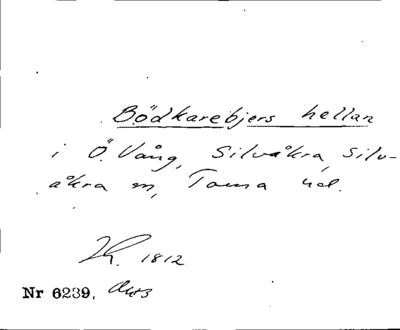 Bödkarebjers hellan
i Ö. Vång, Silvåkra, Silv-
åkra m, Torna hd.
K. 1812
Nr 6239,